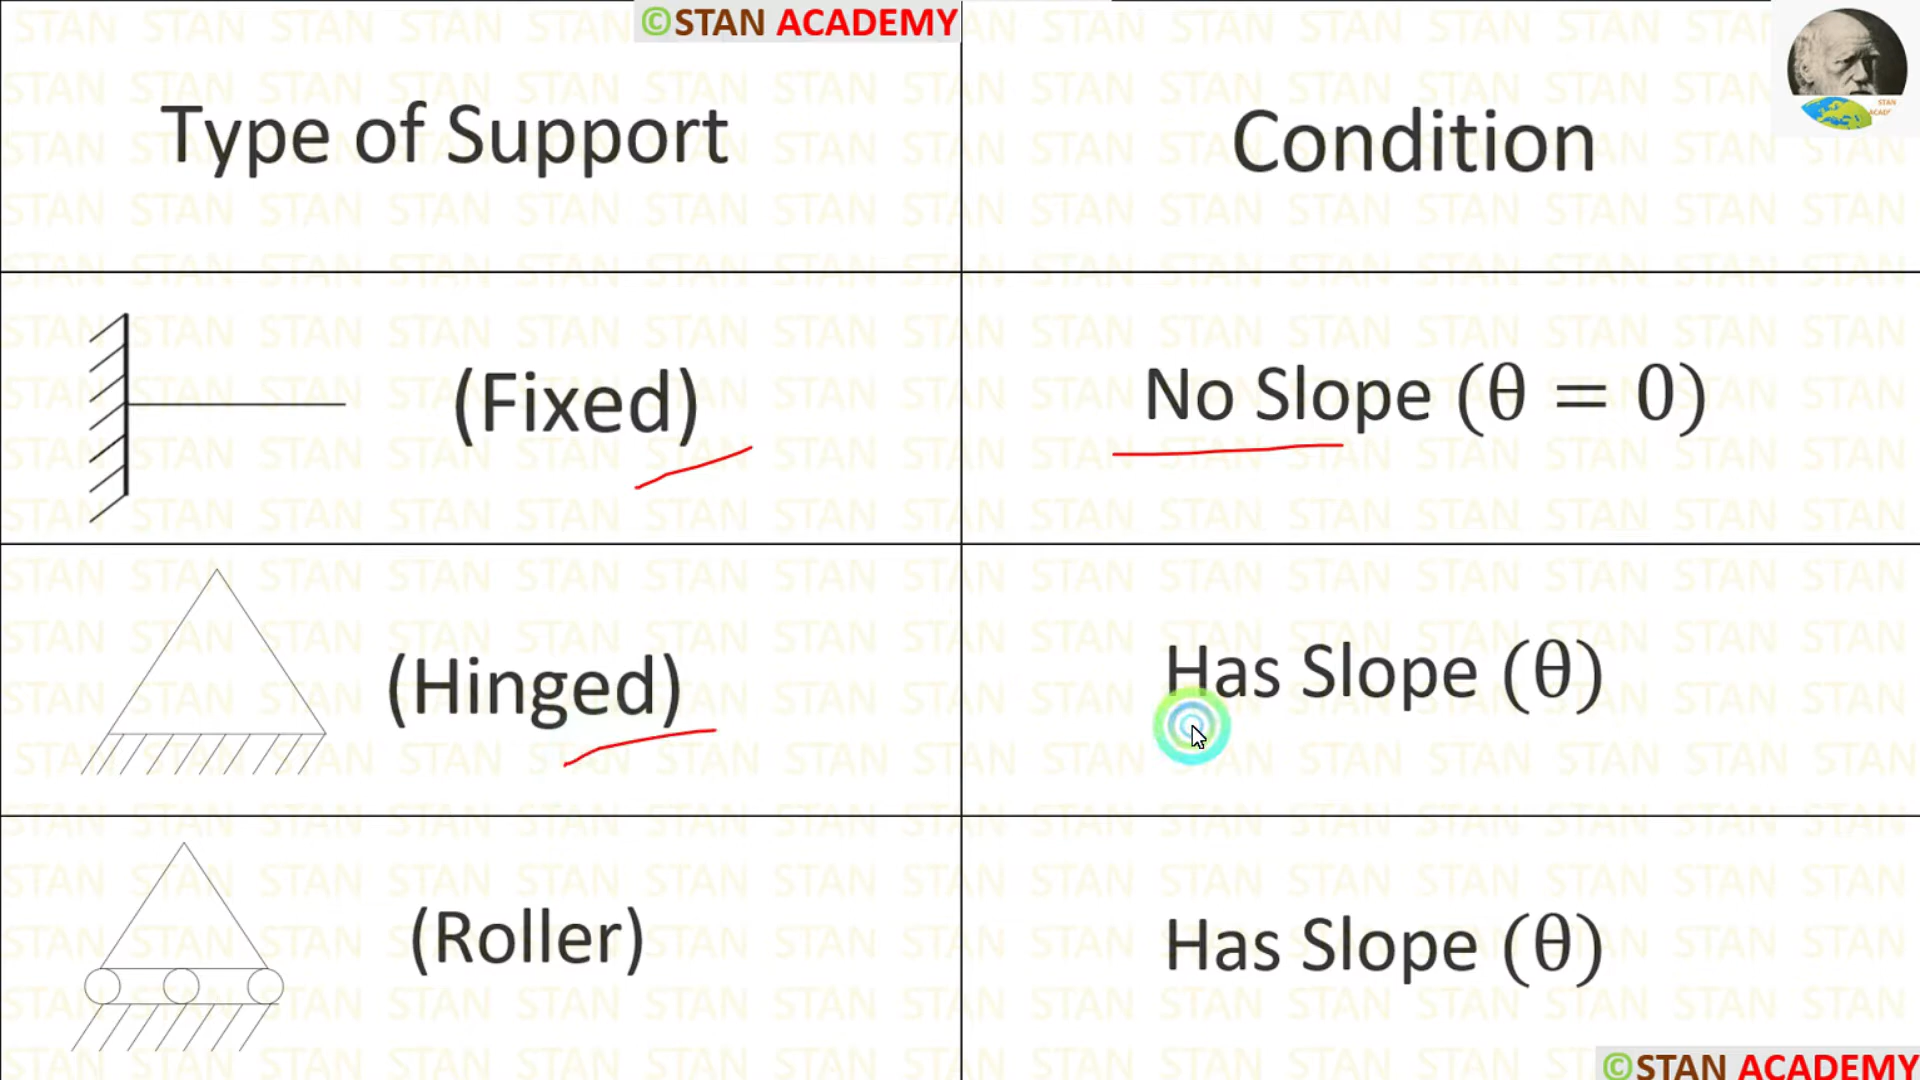 ©STAN ACADEMY
Type of Support
Condition
(Fixed)
No Slope (θ = 0)
(Hinged)
Has Slope (θ)
(Roller)
Has Slope (θ)
©STAN ACADEMY